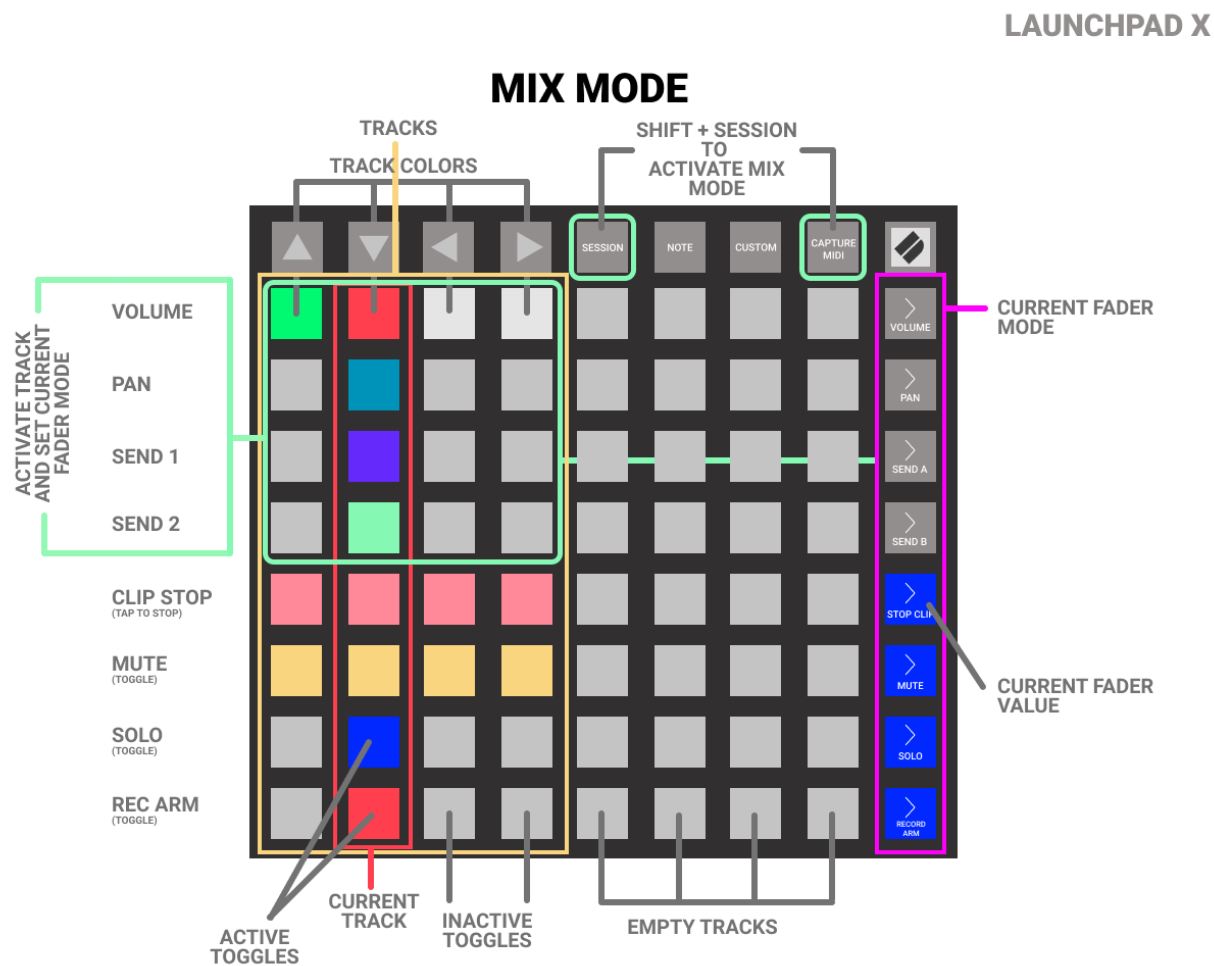 LAUNCHPAD X
MIX MODE
TRACKS
TRACK COLORS
SHIFT + SESSION
TO
ACTIVATE MIX
MODE
SESSION
NOTE
CUSTOM
CAPTURE
MIDI
ACTIVATE TRACK
AND SET CURRENT
FADER MODE
VOLUME
PAN
SEND 1
SEND 2
CLIP STOP
(TAP TO STOP)
MUTE
(TOGGLE)
SOLO
(TOGGLE)
REC ARM
(TOGGLE)
VOLUME
PAN
SEND A
SEND B
STOP CLIP
MUTE
SOLO
RECORD
ARM
CURRENT FADER
MODE
CURRENT FADER
VALUE
ACTIVE
TOGGLES
CURRENT
TRACK
INACTIVE
TOGGLES
EMPTY TRACKS